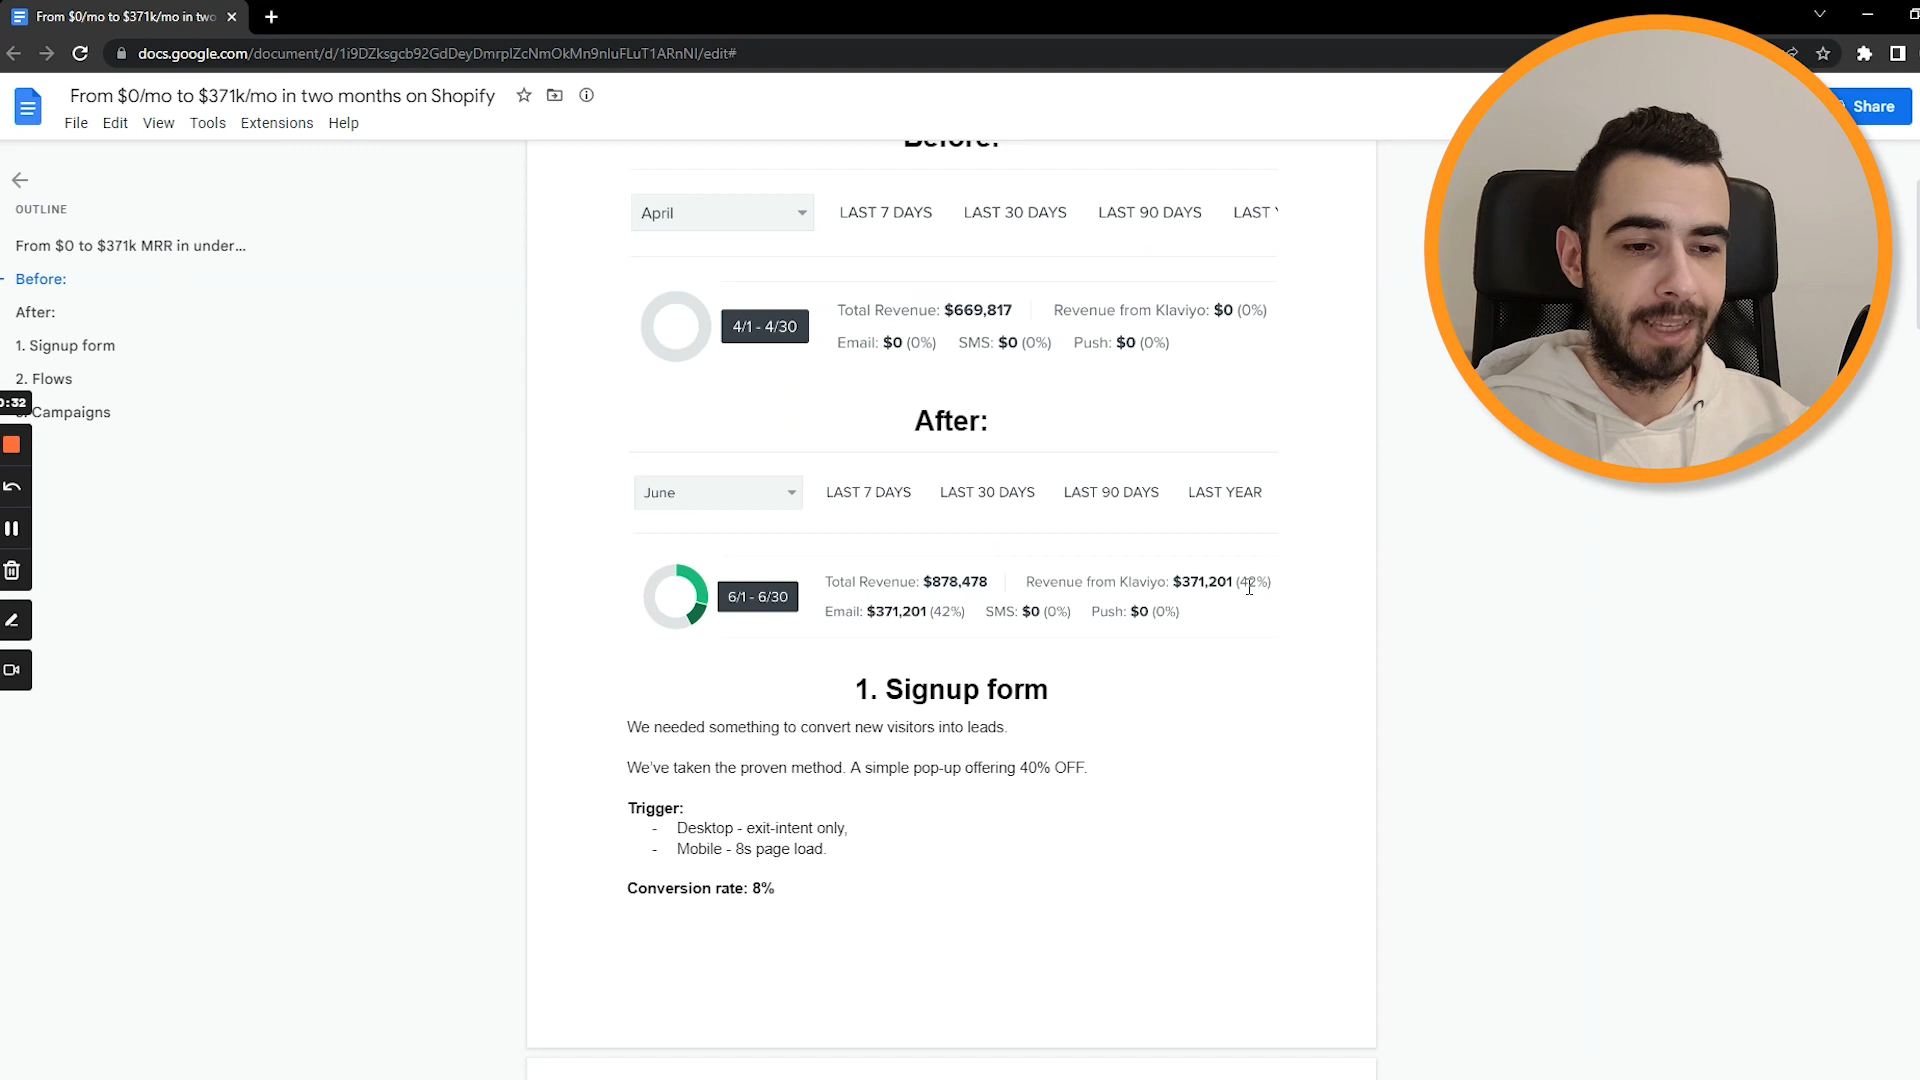 From $0/mo to $371k/mo in two
docs.google.com/document/d/1i9DZksgcb92GdDeyDmrpIZcNmOkMn9nluFLuT1ARnNI/edit#
From $0/mo to $371k/mo in two months on Shopify
Share
File Edit View Tools Extensions Help
OUTLINE
From $0 to $371k MRR in under...
Before:
After:
1. Signup form
2. Flows
3. Campaigns
0:32
Before:
April LAST 7 DAYS LAST 30 DAYS LAST 90 DAYS LAST Y
4/1 - 4/30
Total Revenue: $669,817 Revenue from Klaviyo: $0 (0%)
Email: $0 (0%) SMS: $0 (0%) Push: $0 (0%)
After:
June LAST 7 DAYS LAST 30 DAYS LAST 90 DAYS LAST YEAR
6/1 - 6/30
Total Revenue: $878,478 Revenue from Klaviyo: $371,201 (42%)
Email: $371,201 (42%) SMS: $0 (0%) Push: $0 (0%)
1. Signup form
We needed something to convert new visitors into leads.
We've taken the proven method. A simple pop-up offering 40% OFF.
Trigger:
- Desktop - exit-intent only,
- Mobile - 8s page load.
Conversion rate: 8%